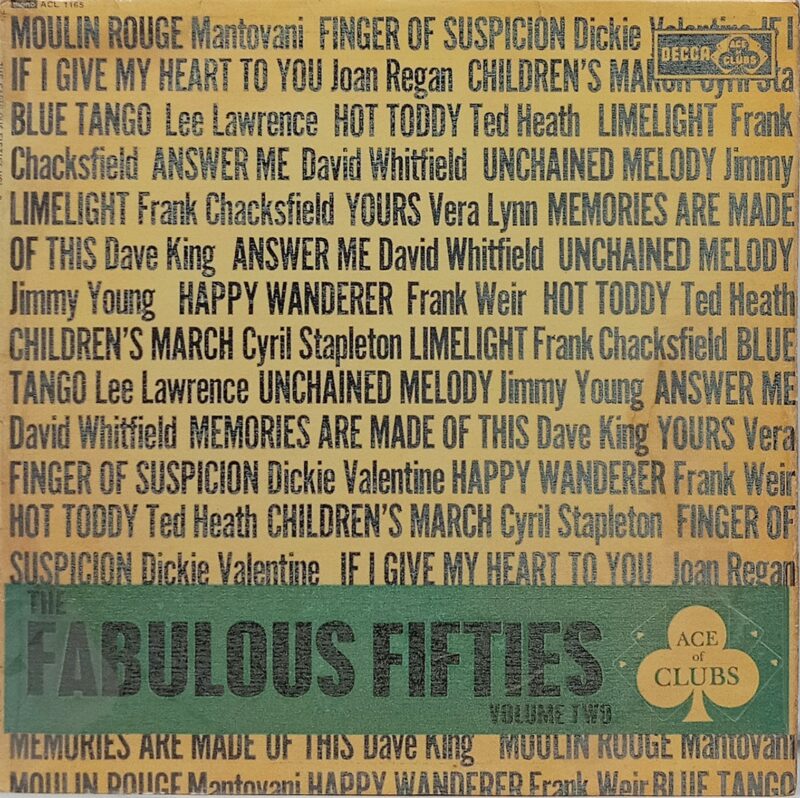 ACL 1165
MOULIN ROUGE Mantovani FINGER OF SUSPICION Dickie Valentine IF I
DECCA ACE OF CLUBS
IF I GIVE MY HEART TO YOU Joan Regan CHILDREN'S MARCH Cyril Sta
BLUE TANGO Lee Lawrence HOT TODDY Ted Heath LIMELIGHT Frank
Chacksfield ANSWER ME David Whitfield UNCHAINED MELODY Jimmy
LIMELIGHT Frank Chacksfield YOURS Vera Lynn MEMORIES ARE MADE
OF THIS Dave King ANSWER ME David Whitfield UNCHAINED MELODY
Jimmy Young HAPPY WANDERER Frank Weir HOT TODDY Ted Heath
CHILDREN'S MARCH Cyril Stapleton LIMELIGHT Frank Chacksfield BLUE
TANGO Lee Lawrence UNCHAINED MELODY Jimmy Young ANSWER ME
David Whitfield MEMORIES ARE MADE OF THIS Dave King YOURS Vera
FINGER OF SUSPICION Dickie Valentine HAPPY WANDERER Frank Weir
HOT TODDY Ted Heath CHILDREN'S MARCH Cyril Stapleton FINGER OF
SUSPICION Dickie Valentine IF I GIVE MY HEART TO YOU Joan Regan
THE
FABULOUS FIFTIES
VOLUME TWO
ACE
of
CLUBS
MEMORIES ARE MADE OF THIS Dave King MOULIN ROUGE Mantovani
MOULIN ROUGE Mantovani HAPPY WANDERER Frank Weir BLUE TANGO